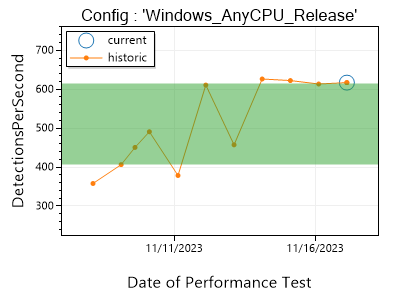 Config : 'Windows_AnyCPU_Release'
current
historic
700
600
500
400
300
DetectionsPerSecond
11/11/2023
11/16/2023
Date of Performance Test